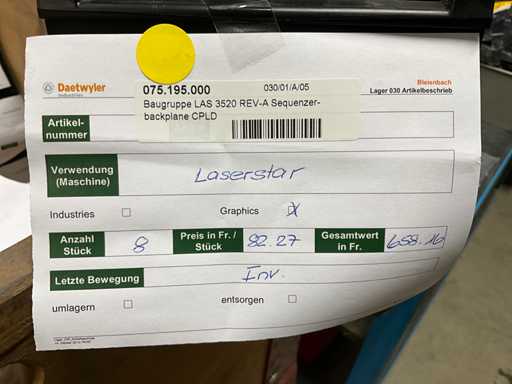 Daetwyler
Industries
Bleienbach
Lager 030 Artikelbeschrieb
075.195.000 030/01/A/05
Baugruppe LAS 3520 REV-A Sequenzer-
backplane CPLD
Artikel-
nummer
Verwendung
(Maschine)
Laserstar
Industries ☐ Graphics ☒
Anzahl
Stück
8
Preis in Fr. /
Stück
82.27
Gesamtwert
in Fr.
658.16
Letzte Bewegung
Inv.
umlagern ☐ entsorgen ☐